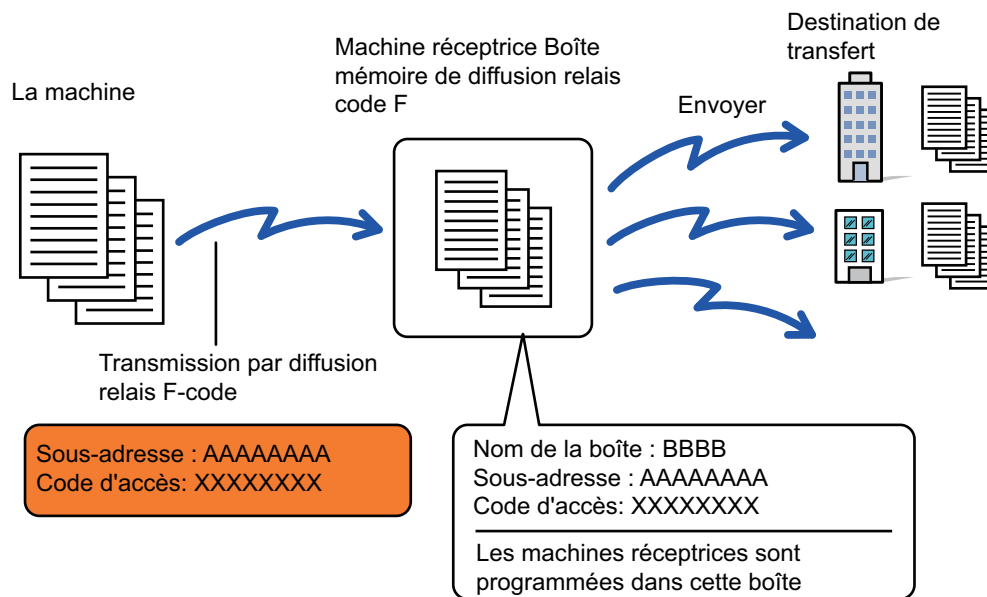 La machine
Machine réceptrice Boîte
mémoire de diffusion relais
code F
Destination de
transfert
Envoyer
Transmission par diffusion
relais F-code
Sous-adresse : AAAAAAAA
Code d'accès: XXXXXXXX
Nom de la boîte : BBBB
Sous-adresse : AAAAAAAA
Code d'accès: XXXXXXXX
Les machines réceptrices sont
programmées dans cette boîte